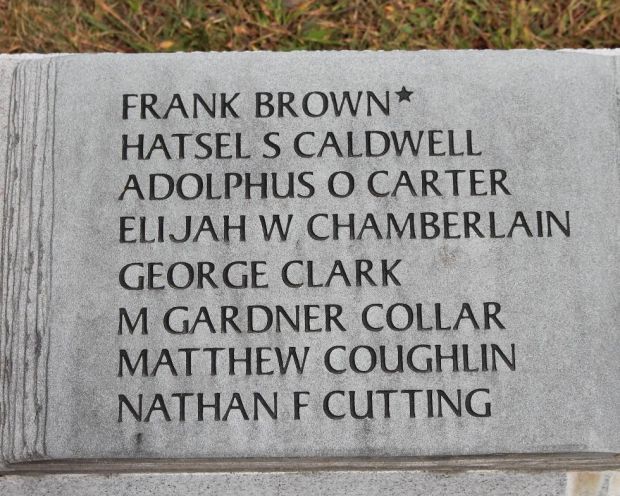 FRANK BROWN★
HATSEL S CALDWELL
ADOLPHUS O CARTER
ELIJAH W CHAMBERLAIN
GEORGE CLARK
M GARDNER COLLAR
MATTHEW COUGHLIN
NATHAN F CUTTING